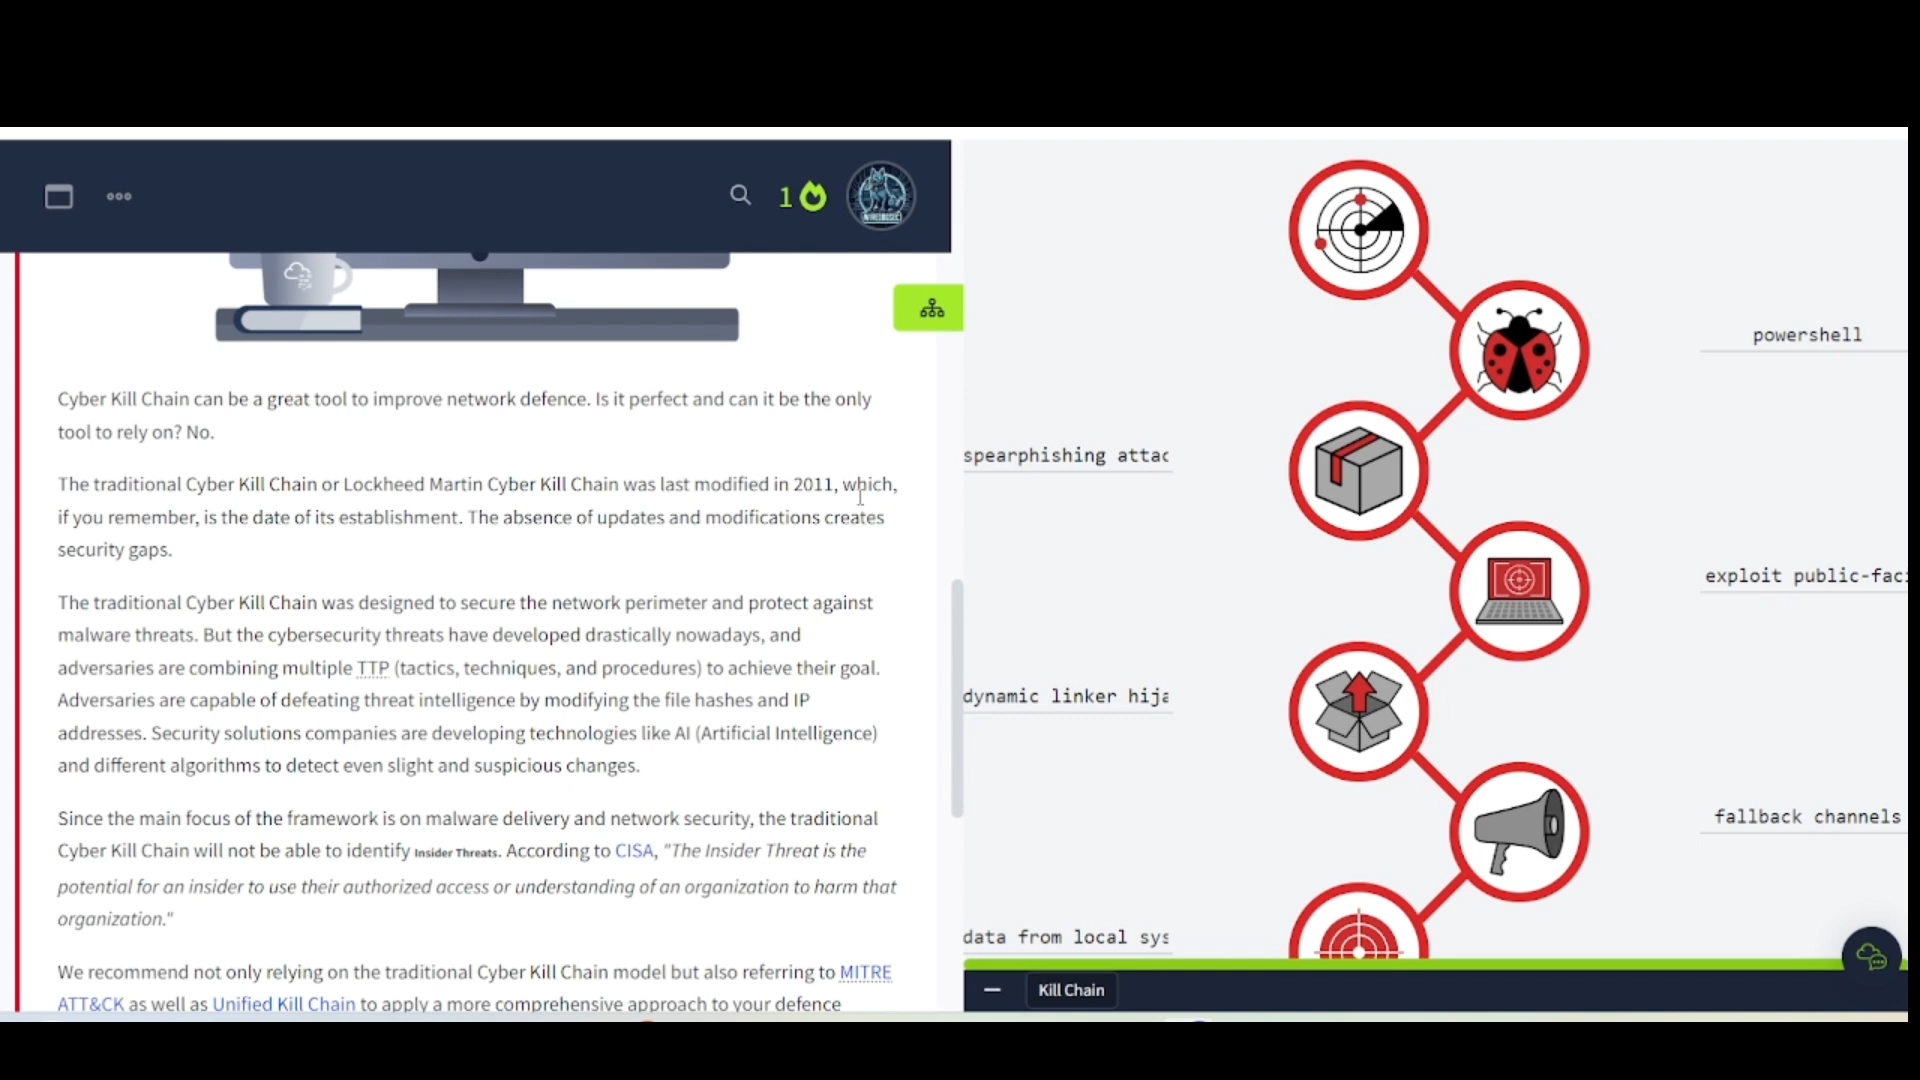 1
Cyber Kill Chain can be a great tool to improve network defence. Is it perfect and can it be the only
tool to rely on? No.
The traditional Cyber Kill Chain or Lockheed Martin Cyber Kill Chain was last modified in 2011, which,
if you remember, is the date of its establishment. The absence of updates and modifications creates
security gaps.
The traditional Cyber Kill Chain was designed to secure the network perimeter and protect against
malware threats. But the cybersecurity threats have developed drastically nowadays, and
adversaries are combining multiple TTP (tactics, techniques, and procedures) to achieve their goal.
Adversaries are capable of defeating threat intelligence by modifying the file hashes and IP
addresses. Security solutions companies are developing technologies like AI (Artificial Intelligence)
and different algorithms to detect even slight and suspicious changes.
Since the main focus of the framework is on malware delivery and network security, the traditional
Cyber Kill Chain will not be able to identify Insider Threats. According to CISA, "The Insider Threat is the
potential for an insider to use their authorized access or understanding of an organization to harm that
organization."
We recommend not only relying on the traditional Cyber Kill Chain model but also referring to MITRE
ATT&CK as well as Unified Kill Chain to apply a more comprehensive approach to your defence
powershell
spearphishing attac
exploit public-faci
dynamic linker hija
fallback channels
data from local sys
Kill Chain